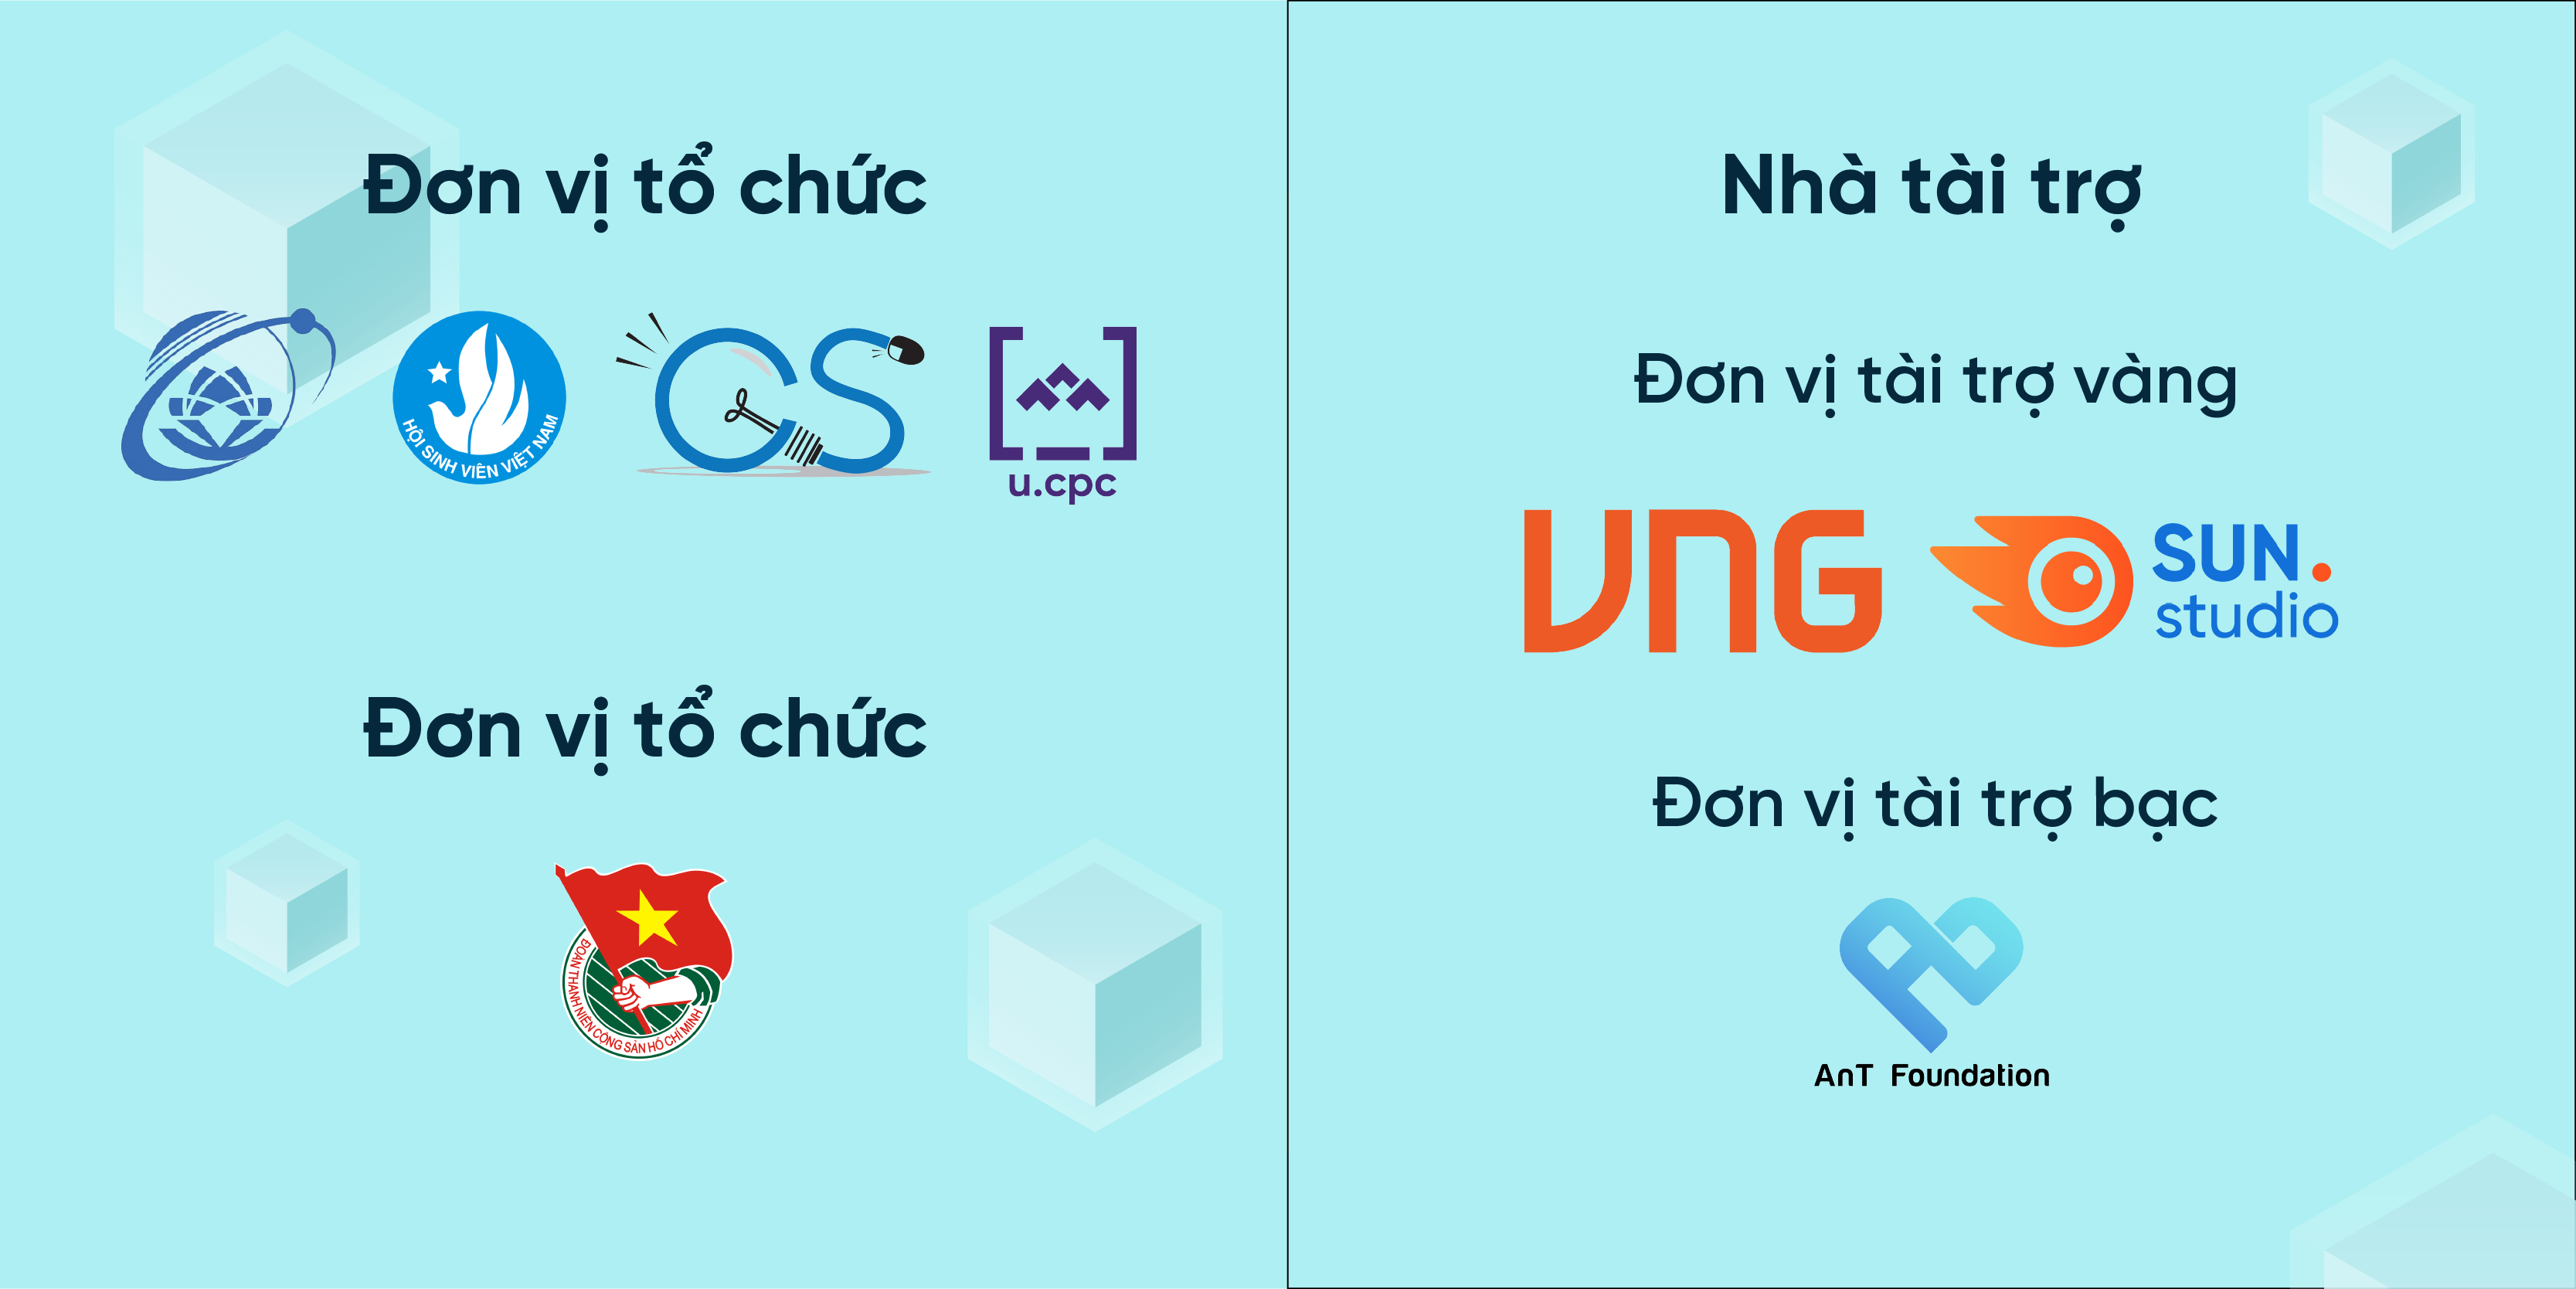 Đơn vị tổ chức
HỘI SINH VIÊN VIỆT NAM
CS
u.cpc
Đơn vị tổ chức
ĐOÀN THANH NIÊN CỘNG SẢN HỒ CHÍ MINH
Nhà tài trợ
Đơn vị tài trợ vàng
VNG
SUN.
studio
Đơn vị tài trợ bạc
AnT Foundation